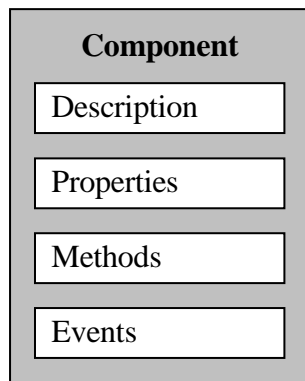 Component
Description
Properties
Methods
Events